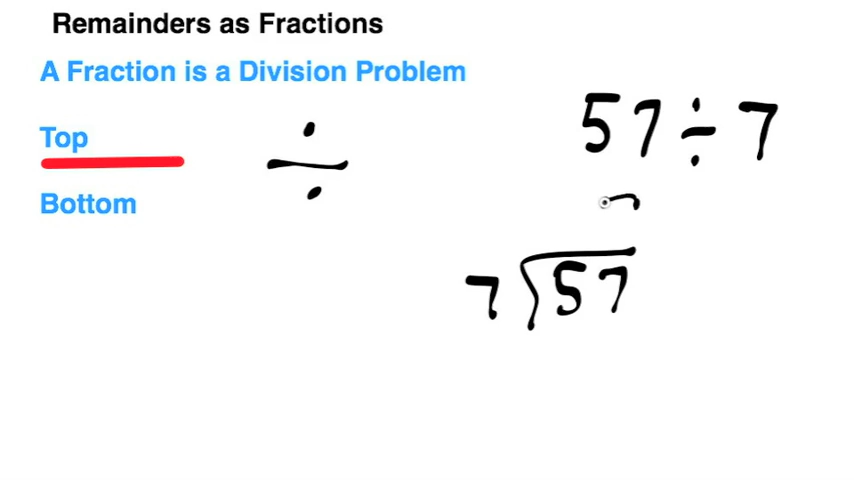 Remainders as Fractions
A Fraction is a Division Problem
Top
÷
57÷7
Bottom
7 57